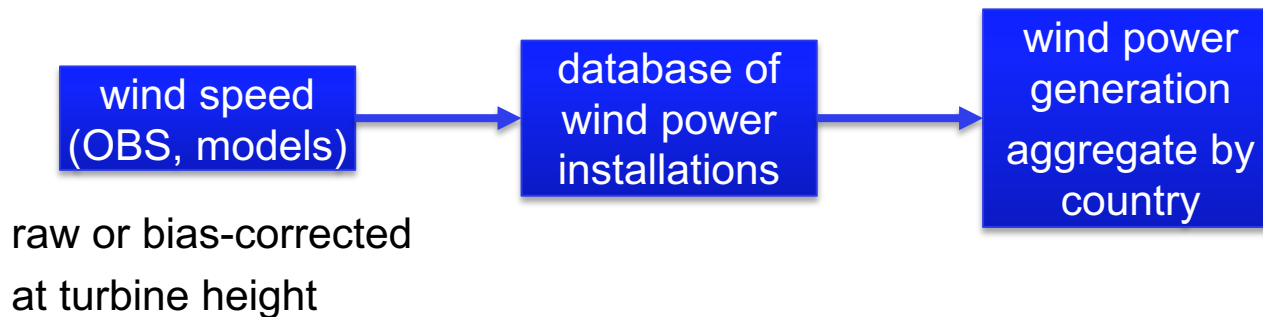 wind speed
(OBS, models)
raw or bias-corrected
at turbine height
database of
wind power
installations
wind power
generation
aggregate by
country